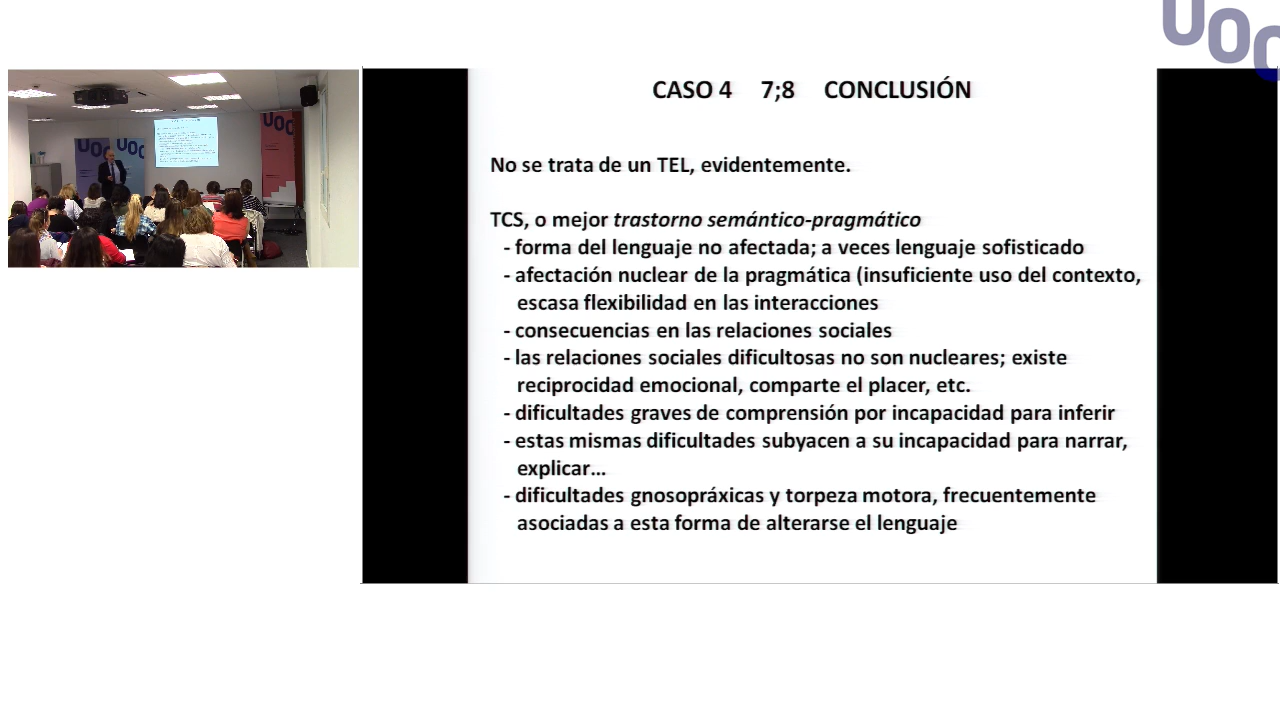 UOC
CASO 4 7;8 CONCLUSIÓN
No se trata de un TEL, evidentemente.
TCS, o mejor trastorno semántico-pragmático
- forma del lenguaje no afectada; a veces lenguaje sofisticado
- afectación nuclear de la pragmática (insuficiente uso del contexto,
escasa flexibilidad en las interacciones
- consecuencias en las relaciones sociales
- las relaciones sociales dificultosas no son nucleares; existe
reciprocidad emocional, comparte el placer, etc.
- dificultades graves de comprensión por incapacidad para inferir
- estas mismas dificultades subyacen a su incapacidad para narrar,
explicar...
- dificultades gnosopráxicas y torpeza motora, frecuentemente
asociadas a esta forma de alterarse el lenguaje
UOC
UOC
UOC